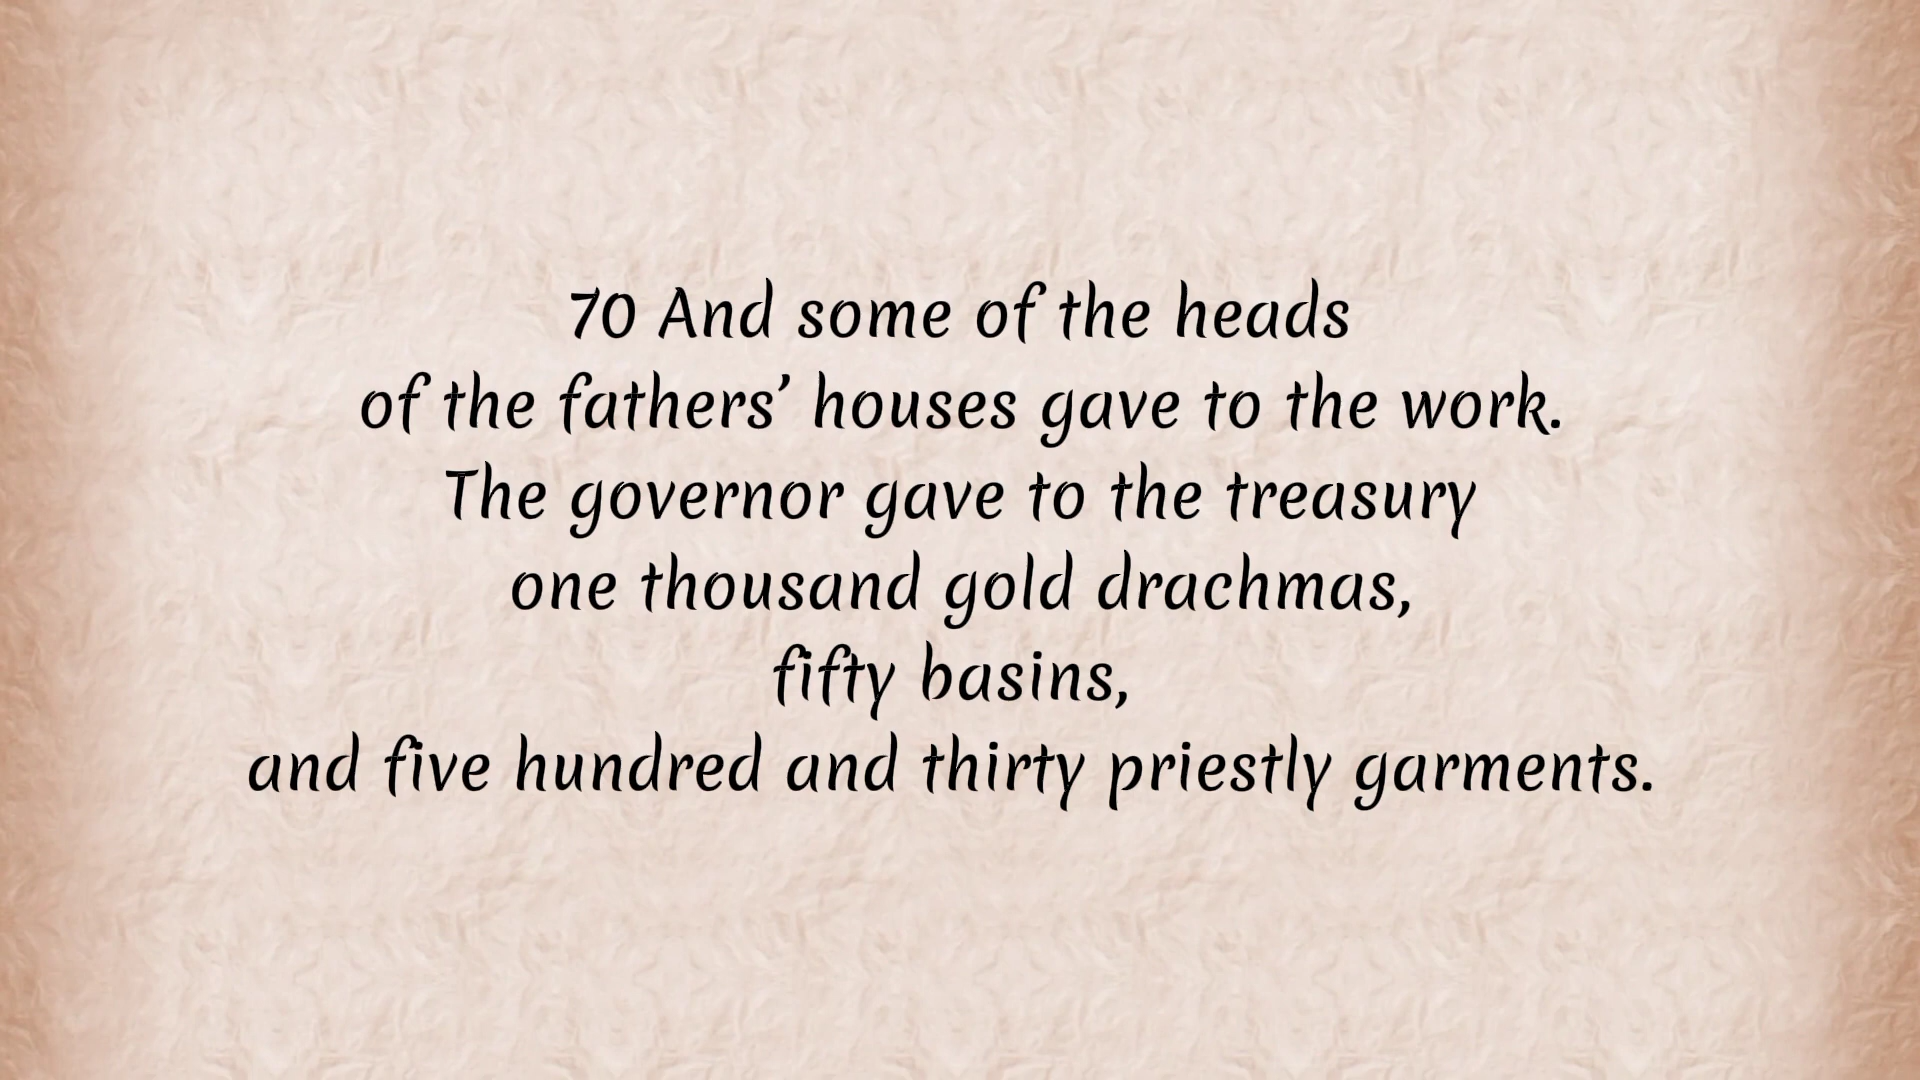 70 And some of the heads
of the fathers’ houses gave to the work.
The governor gave to the treasury
one thousand gold drachmas,
fifty basins,
and five hundred and thirty priestly garments.